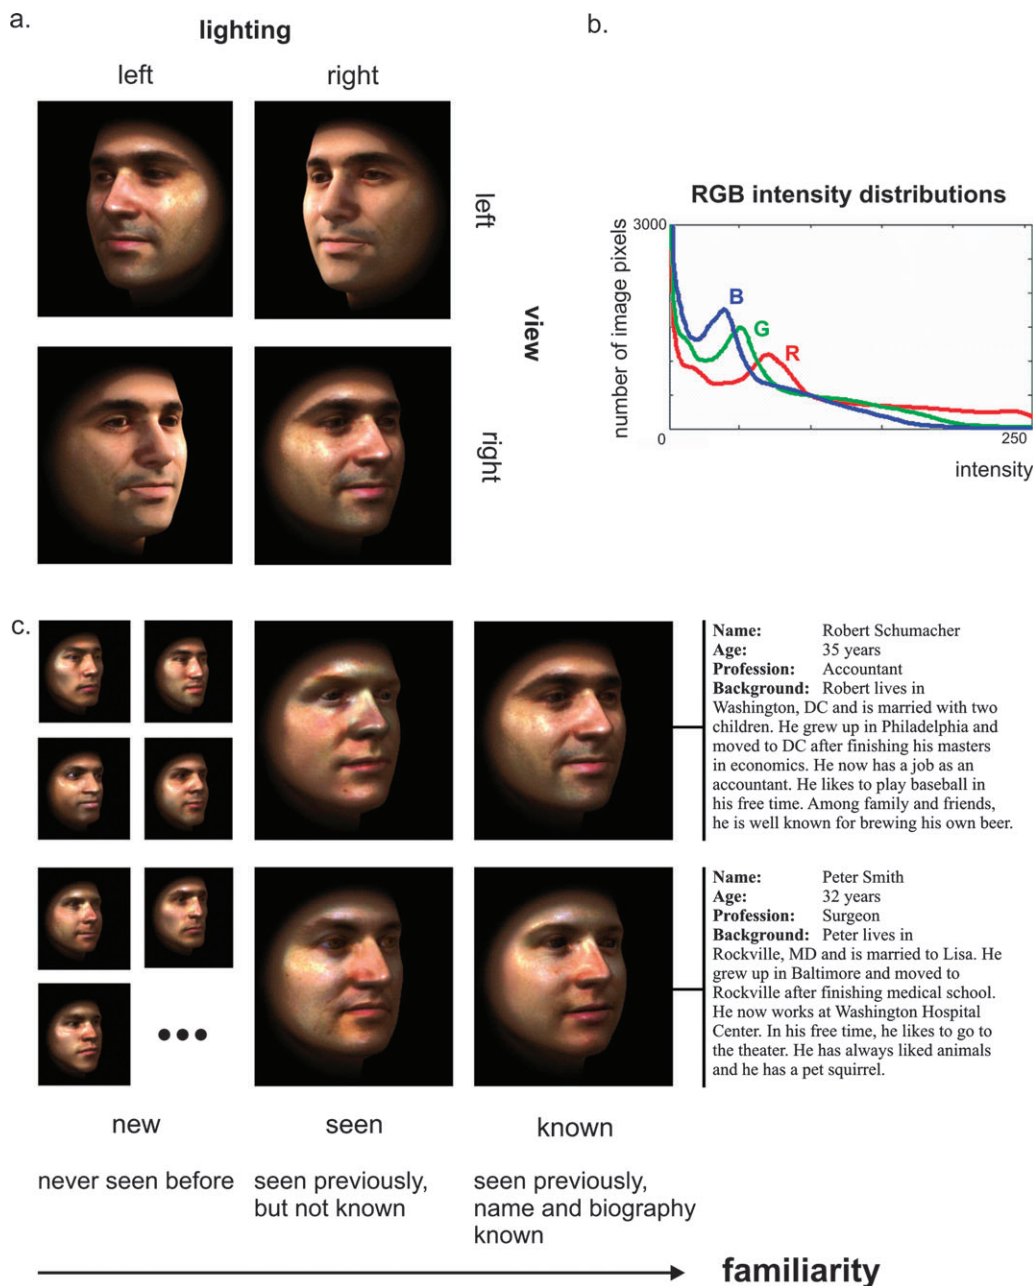 a.
lighting
left right
left
view
right
b.
RGB intensity distributions
3000
number of image pixels
B
G
R
0 250
intensity
c.
Name: Robert Schumacher
Age: 35 years
Profession: Accountant
Background: Robert lives in
Washington, DC and is married with two
children. He grew up in Philadelphia and
moved to DC after finishing his masters
in economics. He now has a job as an
accountant. He likes to play baseball in
his free time. Among family and friends,
he is well known for brewing his own beer.
Name: Peter Smith
Age: 32 years
Profession: Surgeon
Background: Peter lives in
Rockville, MD and is married to Lisa. He
grew up in Baltimore and moved to
Rockville after finishing medical school.
He now works at Washington Hospital
Center. In his free time, he likes to go to
the theater. He has always liked animals
and he has a pet squirrel.
new seen known
never seen before
seen previously,
but not known
seen previously,
name and biography
known
familiarity